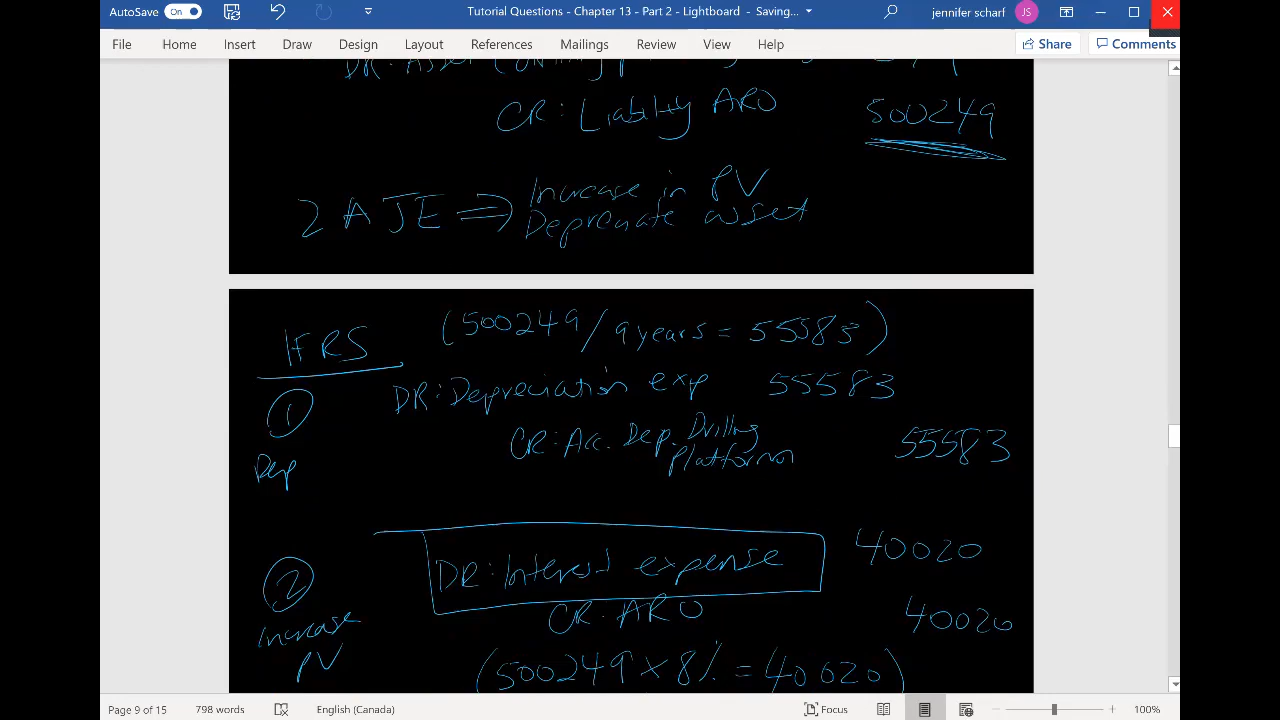 AutoSave On Tutorial Questions - Chapter 13 - Part 2 - Lightboard - Saving... jennifer scharf JS
File Home Insert Draw Design Layout References Mailings Review View Help Share Comments
CR: Liability ARO 500249
2 AJE ⇒ Increase in PV
Depreciate asset
IFRS (500249/9 years = 55583)
① DR: Depreciation exp 55583
Dep CR: Acc. Dep. Drilling
platform 55583
② DR: Interest expense 40020
increase CR. ARO 40020
PV (500249 x 8% = 40020)
Page 9 of 15 798 words English (Canada) Focus 100%